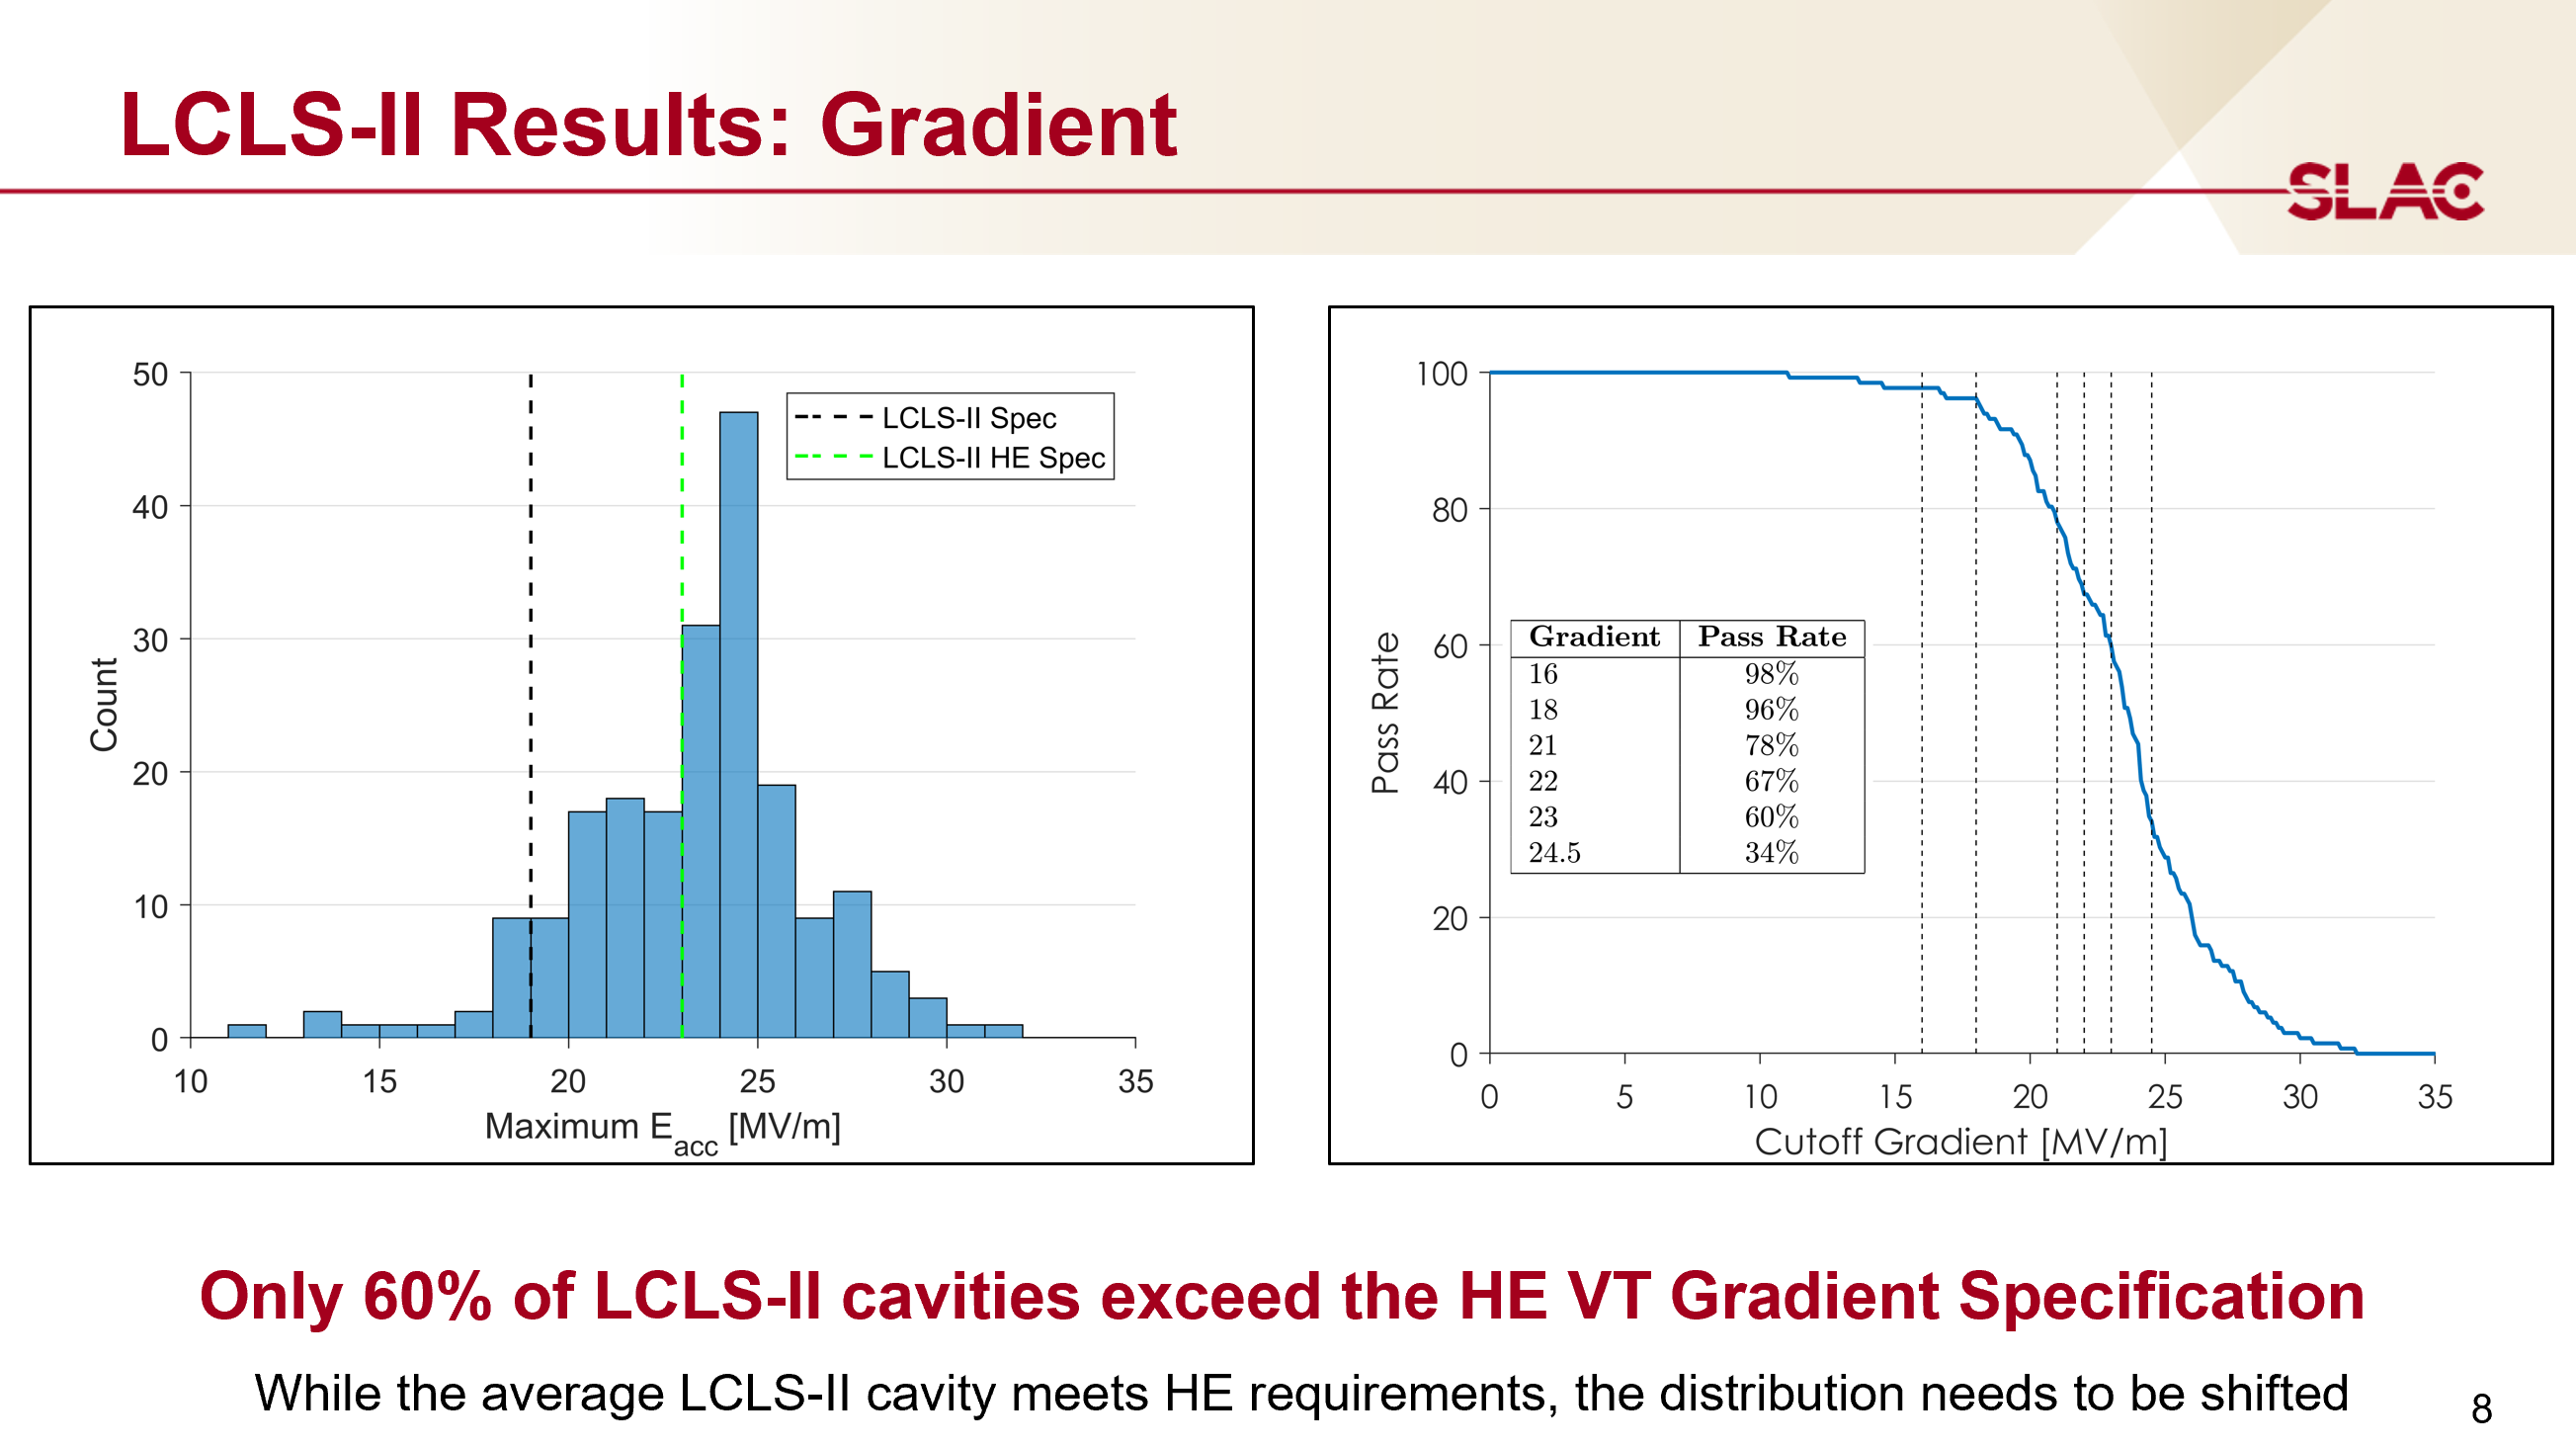 LCLS-II Results: Gradient
SLAC
50
40
30
20
10
0
Count
10 15 20 25 30 35
Maximum Eacc [MV/m]
LCLS-II Spec
LCLS-II HE Spec
100
80
60
40
20
0
Pass Rate
Gradient Pass Rate
16 98%
18 96%
21 78%
22 67%
23 60%
24.5 34%
0 5 10 15 20 25 30 35
Cutoff Gradient [MV/m]
Only 60% of LCLS-II cavities exceed the HE VT Gradient Specification
While the average LCLS-II cavity meets HE requirements, the distribution needs to be shifted
8